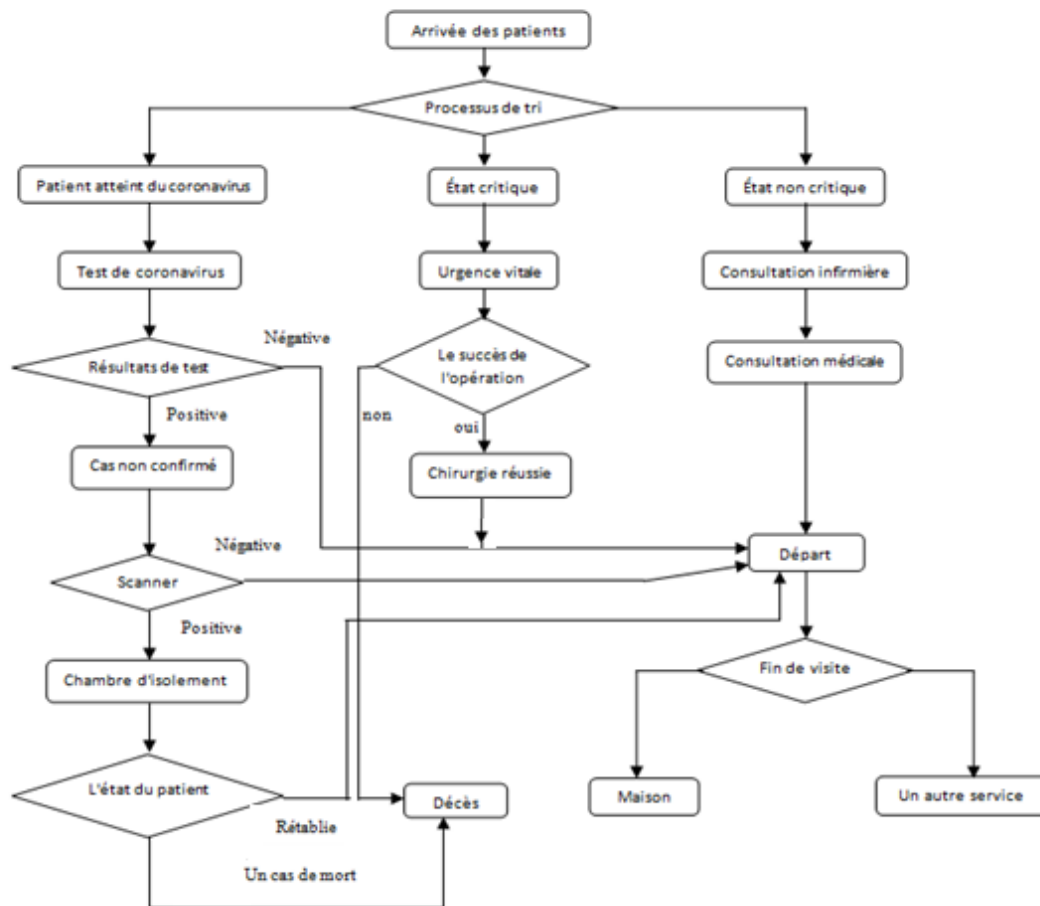 Arrivée des patients
Processus de tri
Patient atteint du coronavirus
État critique
État non critique
Test de coronavirus
Urgence vitale
Consultation infirmière
Négative
Résultats de test
Le succès de
l'opération
Consultation médicale
Positive
non
oui
Cas non confirmé
Chirurgie réussie
Négative
Départ
Scanner
Positive
Chambre d'isolement
Fin de visite
L'état du patient
Maison
Un autre service
Décès
Rétablie
Un cas de mort